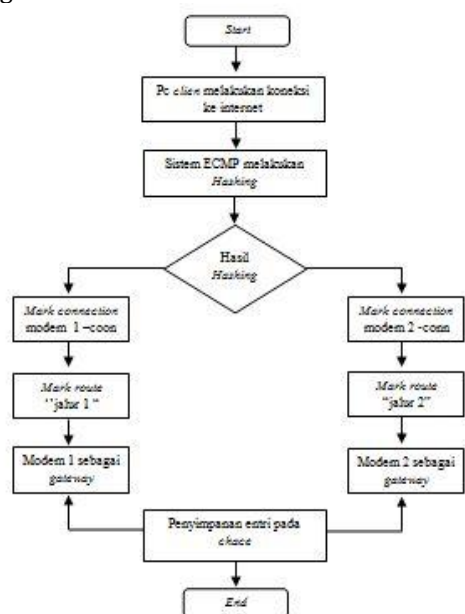 Start
Pc clien melakukan koneksi
ke internet
Sistem ECMP melakukan
Hashing
Hasil
Hashing
Mark connection
modem 1 –coon
Mark connection
modem 2 -conn
Mark route
‘’jalur 1 “
Mark route
“jalur 2”
Modem 1 sebagai
gateway
Modem 2 sebagai
gateway
Penyimpanan entri pada
chace
End